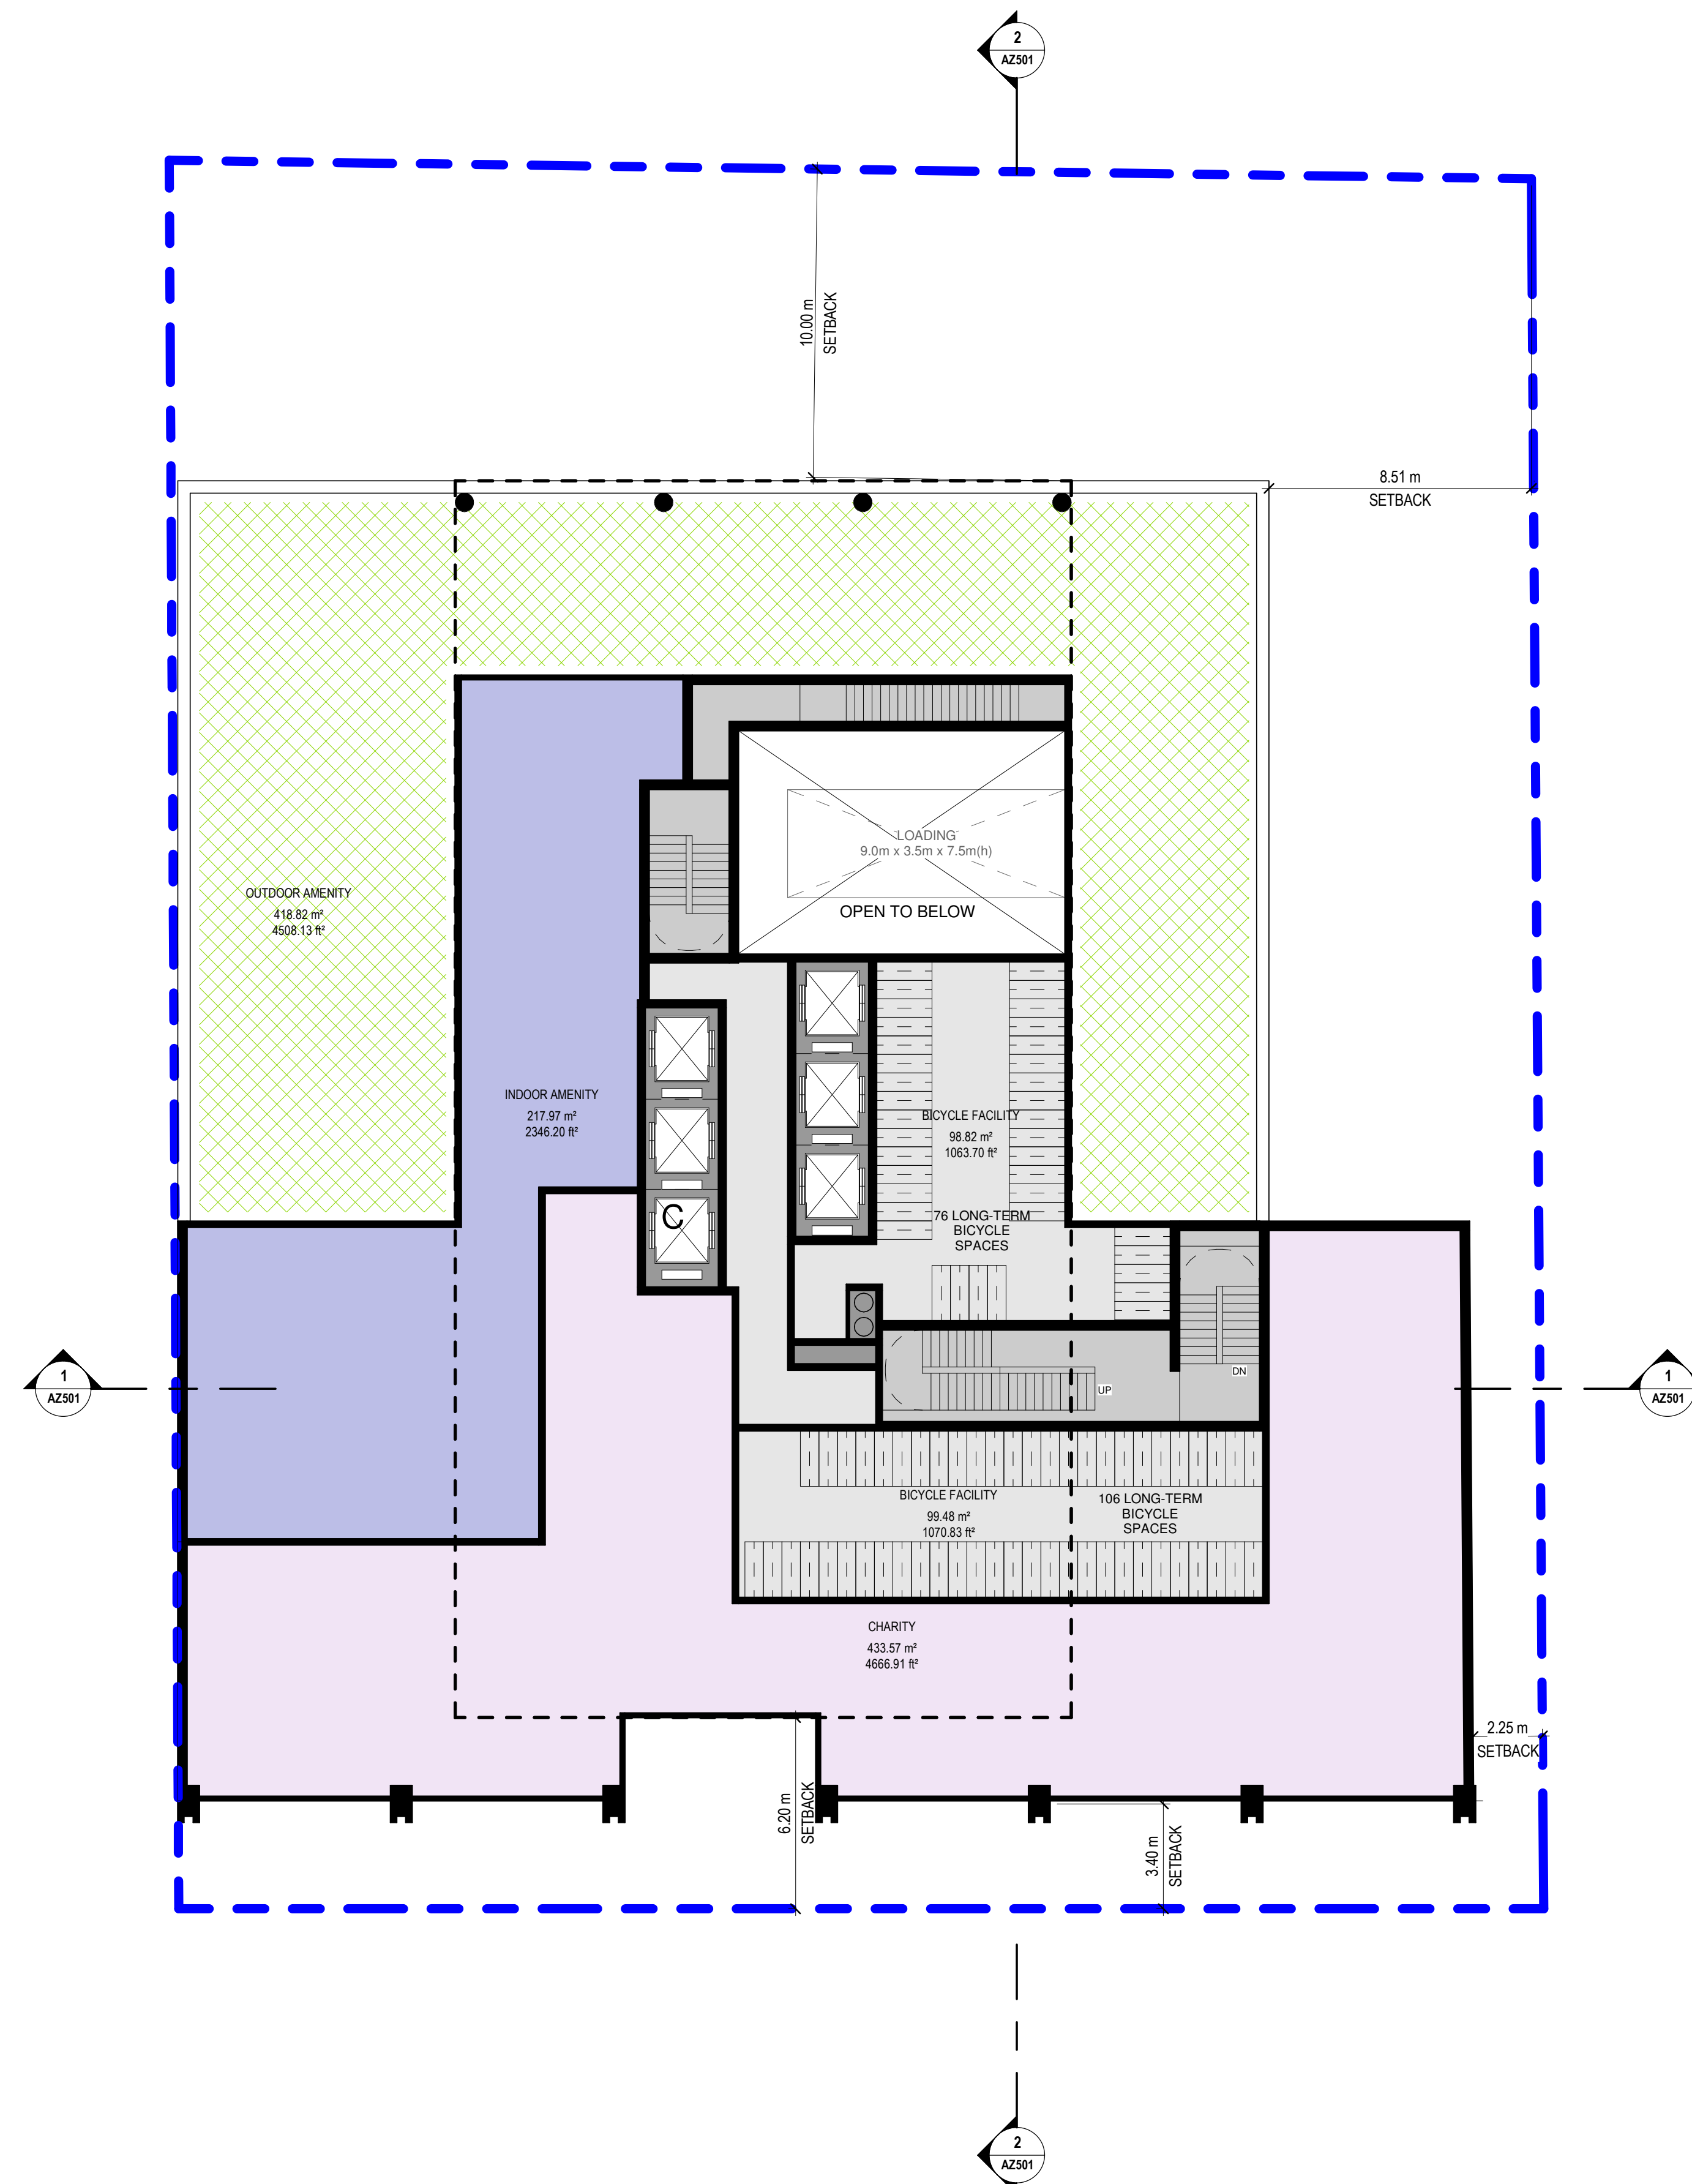 2
AZ501
10.00 m
SETBACK
8.51 m
SETBACK
LOADING
9.0m x 3.5m x 7.5m(h)
OPEN TO BELOW
OUTDOOR AMENITY
418.82 m²
4508.13 ft²
INDOOR AMENITY
217.97 m²
2346.20 ft²
BICYCLE FACILITY
98.82 m²
1063.70 ft²
76 LONG-TERM
BICYCLE
SPACES
C
1
AZ501
DN
UP
1
AZ501
BICYCLE FACILITY
99.48 m²
1070.83 ft²
106 LONG-TERM
BICYCLE
SPACES
CHARITY
433.57 m²
4666.91 ft²
2.25 m
SETBACK
6.20 m
SETBACK
3.40 m
SETBACK
2
AZ501